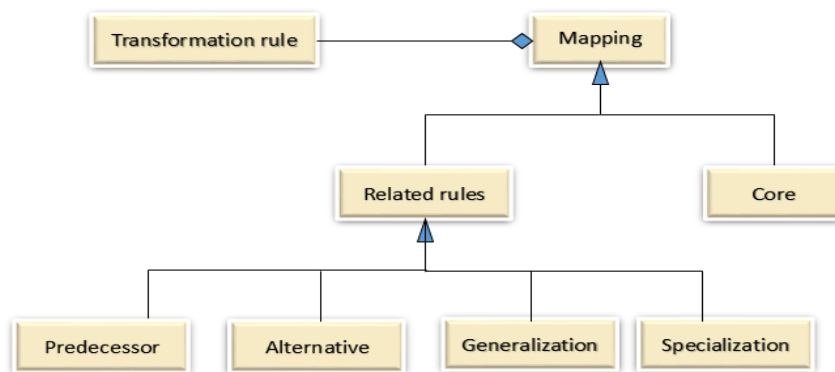 Transformation rule
Mapping
Related rules
Core
Predecessor
Alternative
Generalization
Specialization